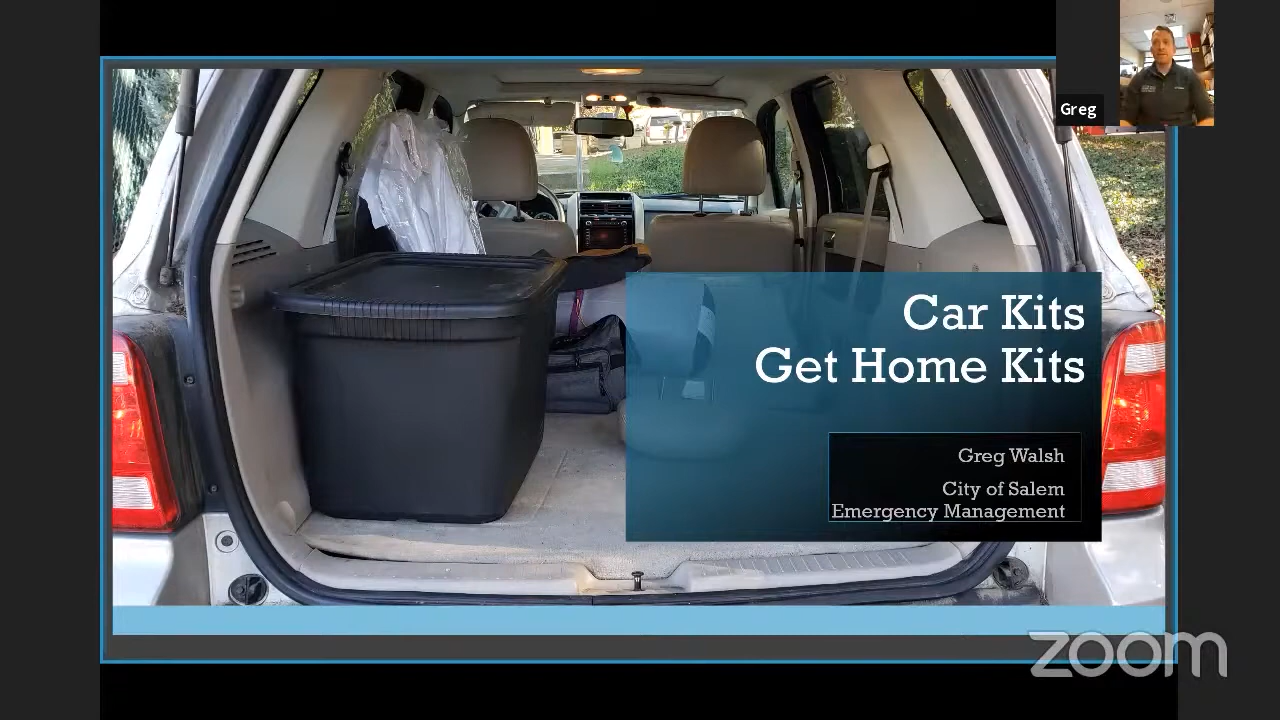 Greg
Car Kits
Get Home Kits
Greg Walsh
City of Salem
Emergency Management
zoom